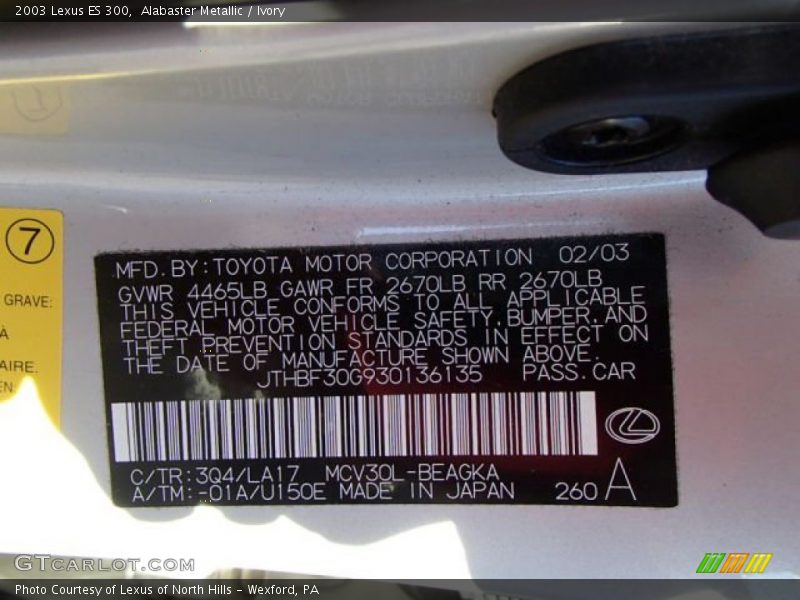 2003 Lexus ES 300, Alabaster Metallic / Ivory
7
GRAVE:
À
AIRE.
EN
MFD. BY: TOYOTA MOTOR CORPORATION 02/03
GVWR 4465LB GAWR FR 2670LB RR 2670LB
THIS VEHICLE CONFORMS TO ALL APPLICABLE
FEDERAL MOTOR VEHICLE SAFETY, BUMPER, AND
THEFT PREVENTION STANDARDS IN EFFECT ON
THE DATE OF MANUFACTURE SHOWN ABOVE.
JTHBF30G930136135 PASS. CAR
C/TR: 3Q4/LA17 MCV30L-BEAGKA
A/TM: -01A/U150E MADE IN JAPAN 260 A
GTCARLOT.COM
Photo Courtesy of Lexus of North Hills - Wexford, PA